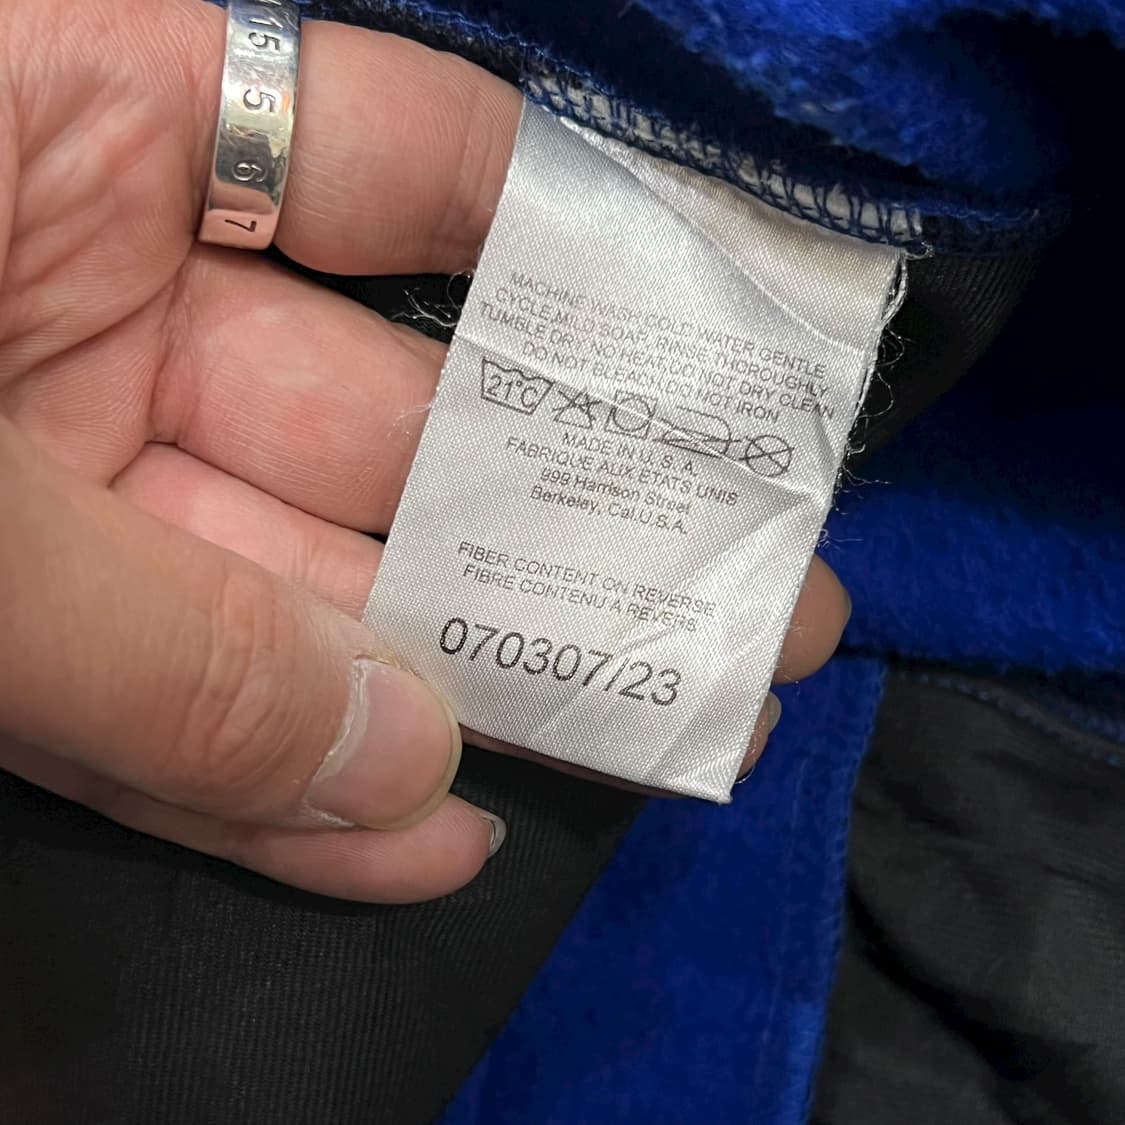 15
5
6
7
MACHINE WASH COLD WATER GENTLE
CYCLE,MILD SOAP, RINSE THOROUGHLY,
TUMBLE DRY, NO HEAT, DO NOT DRY CLEAN
DO NOT BLEACH,DO NOT IRON
21°C
MADE IN U. S. A.
FABRIQUE AUX ETATS UNIS
999 Harrison Street
Berkeley, Cal.U.S.A.
FIBER CONTENT ON REVERSE
FIBRE CONTENU A REVERS
070307/23